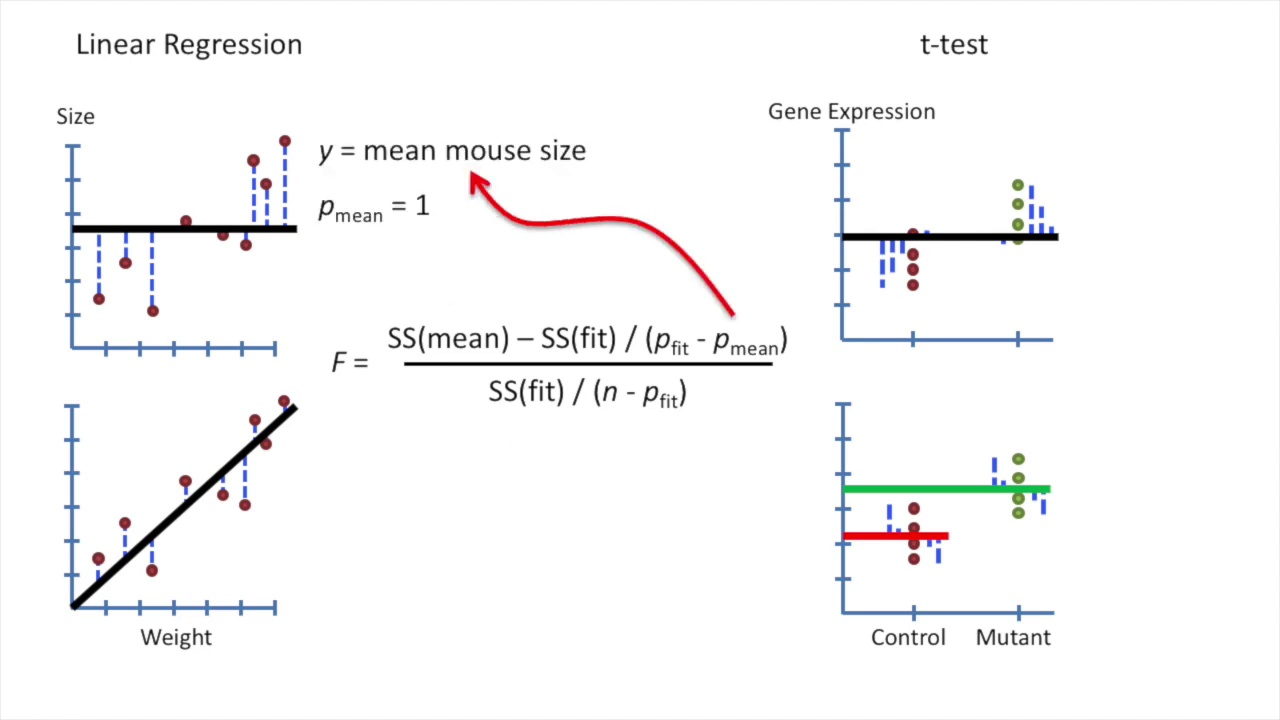 Linear Regression
t-test
Size
Gene Expression
y = mean mouse size
pmean = 1
F =
SS(mean) – SS(fit) / (pfit - pmean)
SS(fit) / (n - pfit)
Weight
Control
Mutant